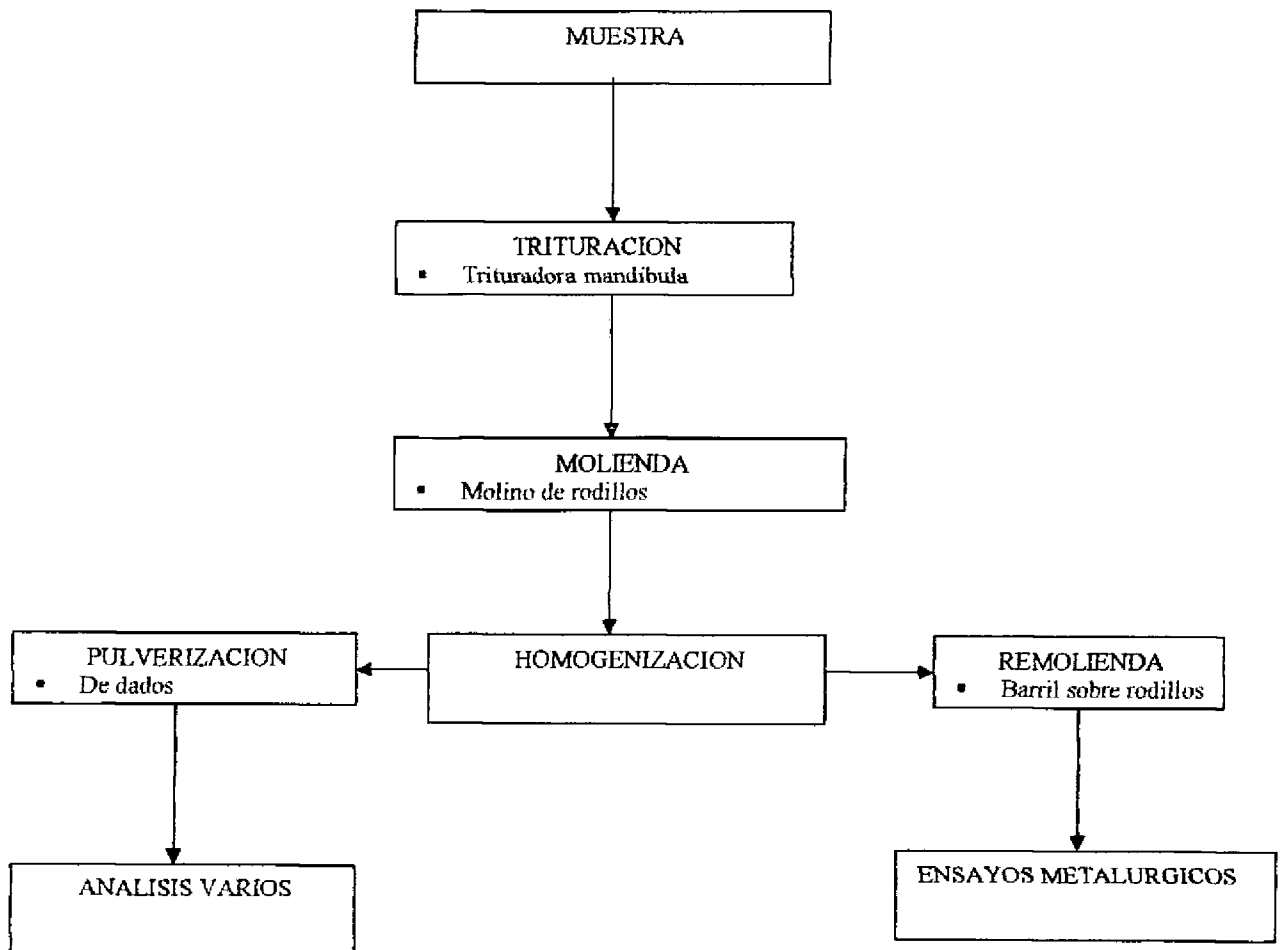 MUESTRA
TRITURACION
▪ Trituradora mandibula
MOLIENDA
▪ Molino de rodillos
PULVERIZACION
▪ De dados
HOMOGENIZACION
REMOLIENDA
▪ Barril sobre rodillos
ANALISIS VARIOS
ENSAYOS METALURGICOS